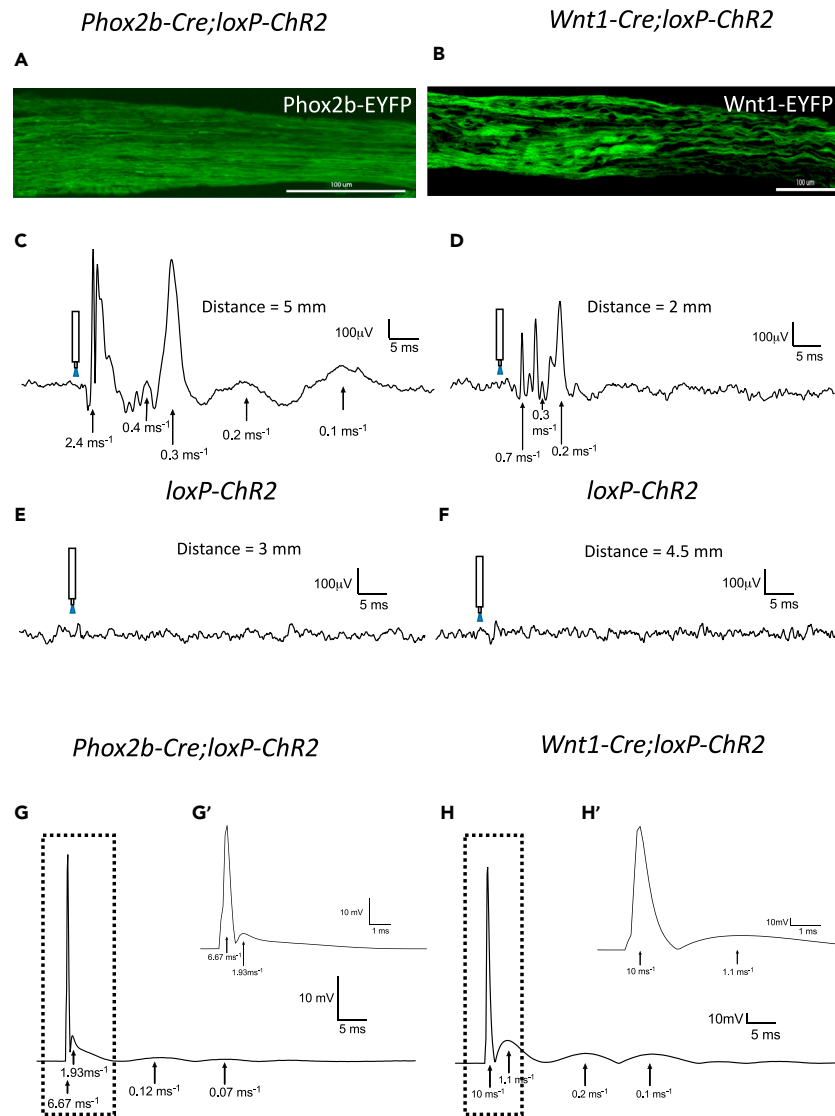 Phox2b-Cre;loxP-ChR2
Wnt1-Cre;loxP-ChR2
A
B
Phox2b-EYFP
Wnt1-EYFP
100 um
100 um
C
D
Distance = 5 mm
Distance = 2 mm
100μV
5 ms
100μV
5 ms
2.4 ms-1
0.4 ms-1
0.3 ms-1
0.2 ms-1
0.1 ms-1
0.7 ms-1
0.3
ms-1
0.2 ms-1
loxP-ChR2
loxP-ChR2
E
F
Distance = 3 mm
Distance = 4.5 mm
100μV
5 ms
100μV
5 ms
Phox2b-Cre;loxP-ChR2
Wnt1-Cre;loxP-ChR2
G
G’
H
H’
10 mV
1 ms
6.67 ms-1
1.93ms-1
10mV
1 ms
10 ms-1
1.1 ms-1
10 mV
5 ms
1.93ms-1
6.67 ms-1
0.12 ms-1
0.07 ms-1
10mV
5 ms
1.1 ms-1
10 ms-1
0.2 ms-1
0.1 ms-1